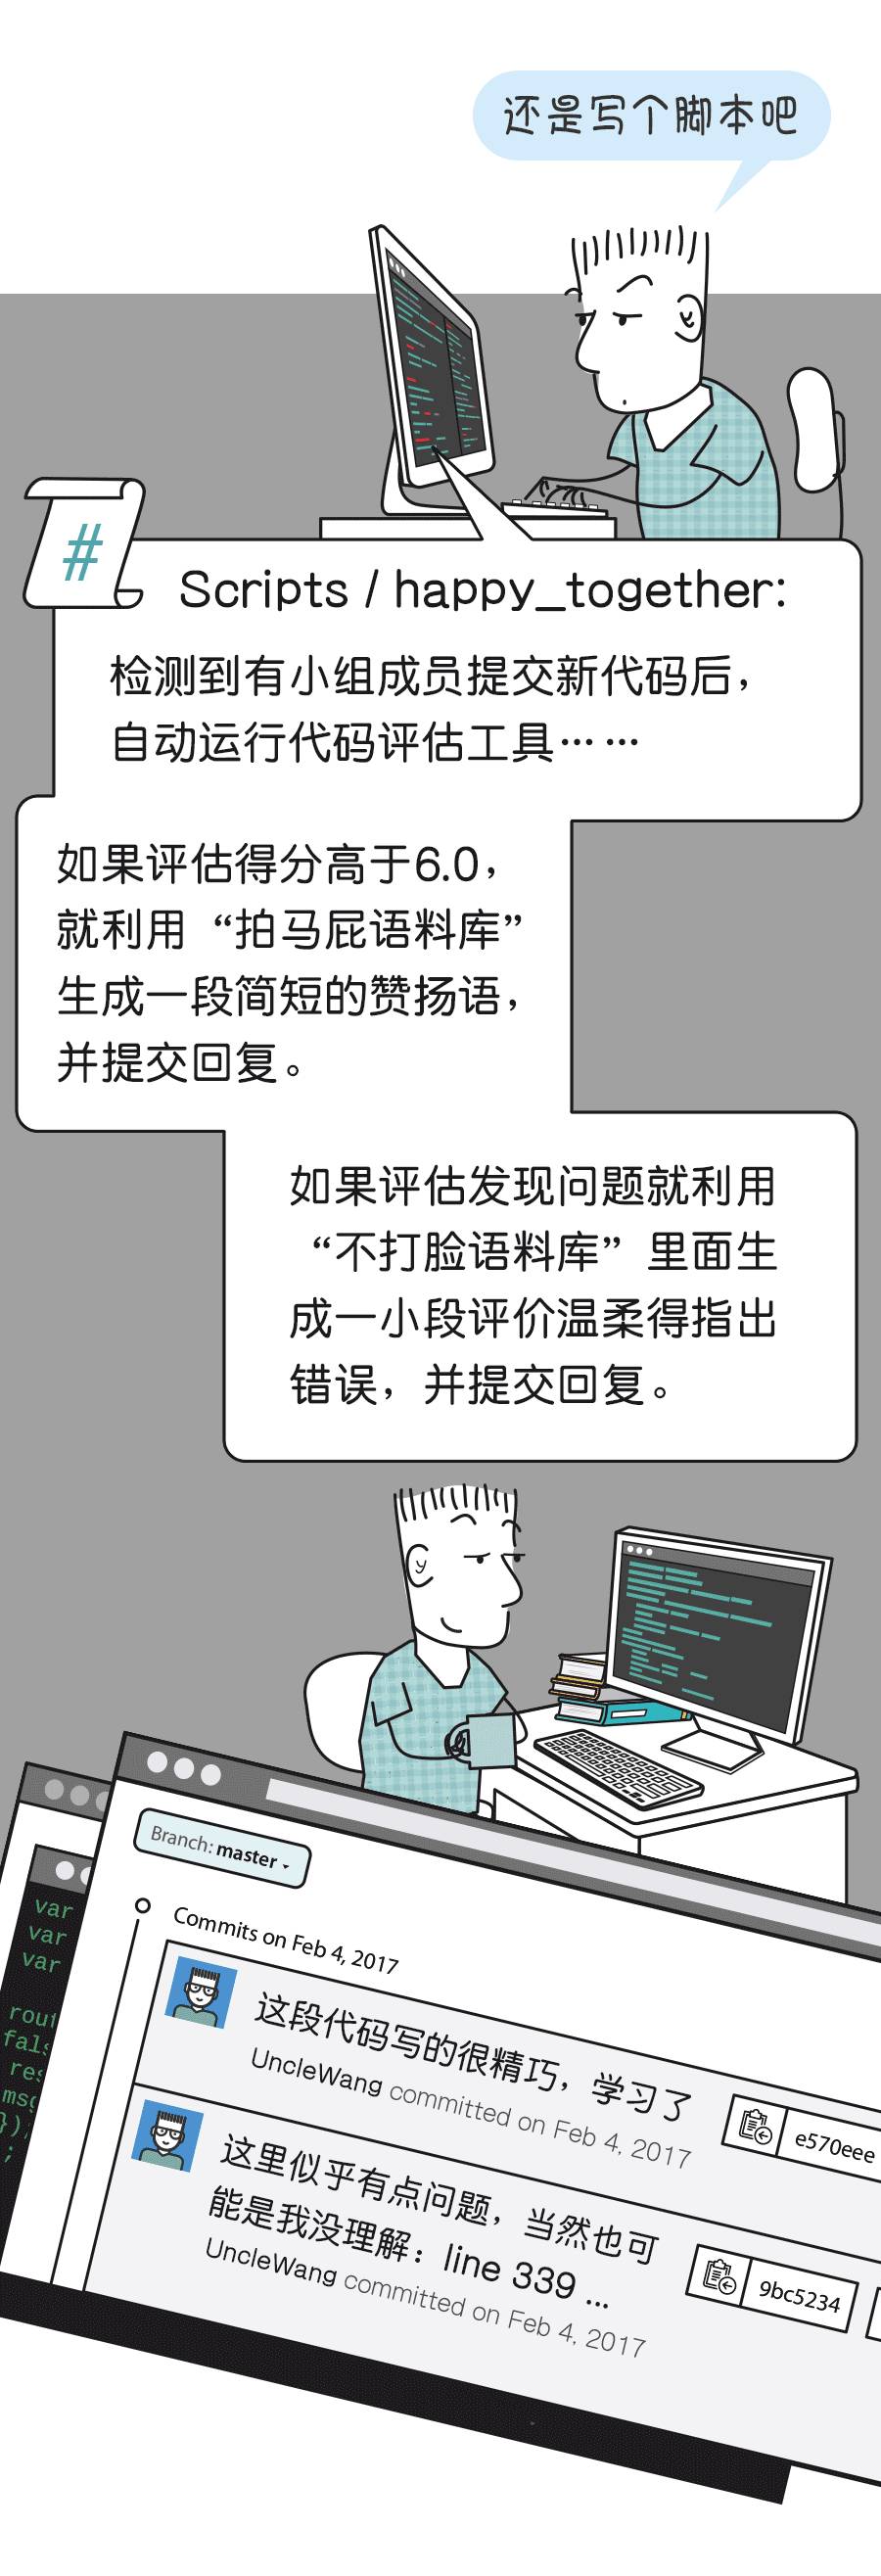 还是写个脚本吧
#
Scripts / happy_together:
检测到有小组成员提交新代码后，
自动运行代码评估工具… …
如果评估得分高于6.0，
就利用“拍马屁语料库”
生成一段简短的赞扬语，
并提交回复。
如果评估发现问题就利用
“不打脸语料库”里面生
成一小段评价温柔得指出
错误，并提交回复。
Branch: master
Commits on Feb 4, 2017
这段代码写的很精巧，学习了
UncleWang committed on Feb 4, 2017
e570eee
这里似乎有点问题，当然也可
能是我没理解：line 339 ...
UncleWang committed on Feb 4, 2017
9bc5234
var
var
var
rout
fals
res
msg
})
;